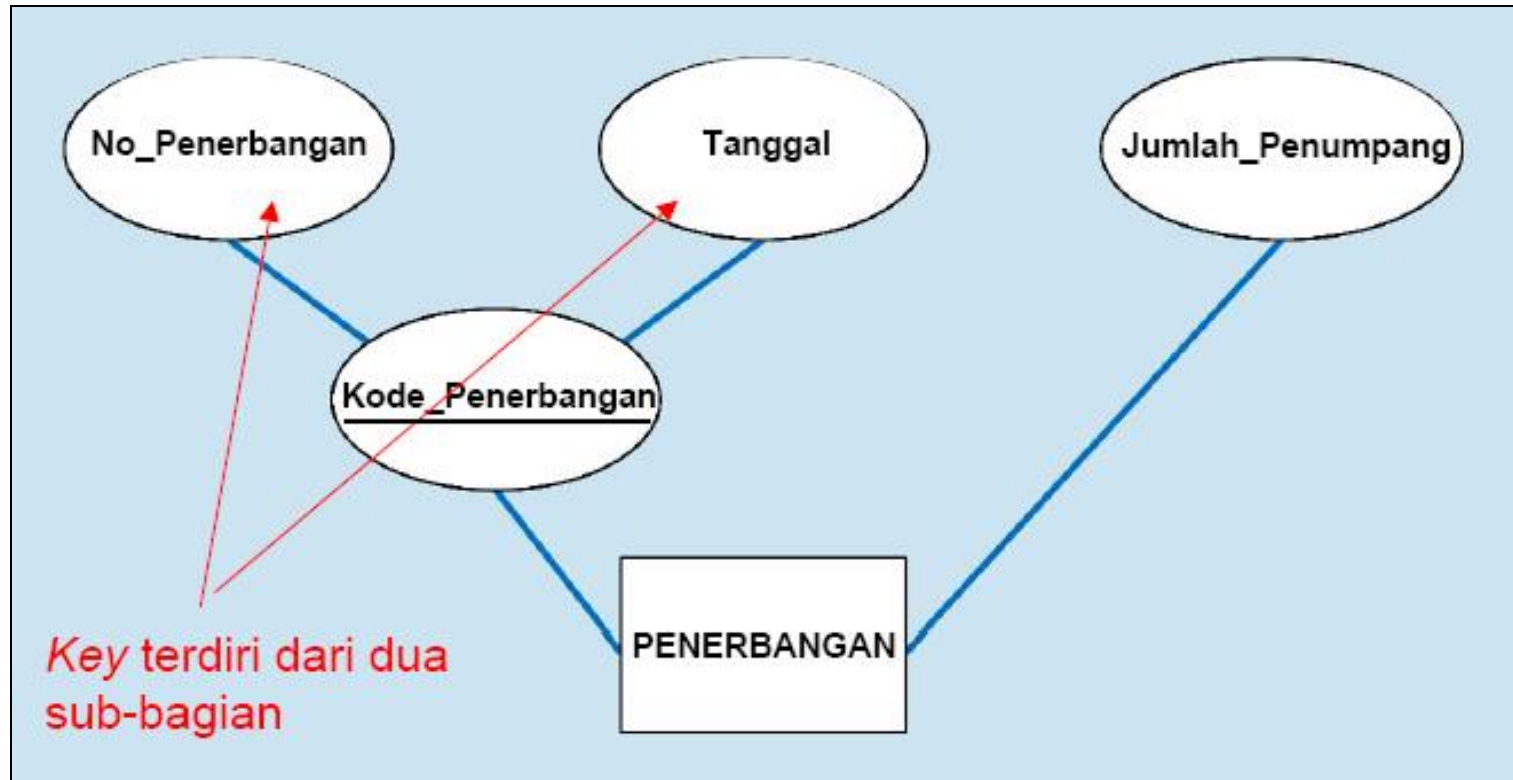 No_Penerbangan
Tanggal
Jumlah_Penumpang
Kode_Penerbangan
PENERBANGAN
Key terdiri dari dua
sub-bagian